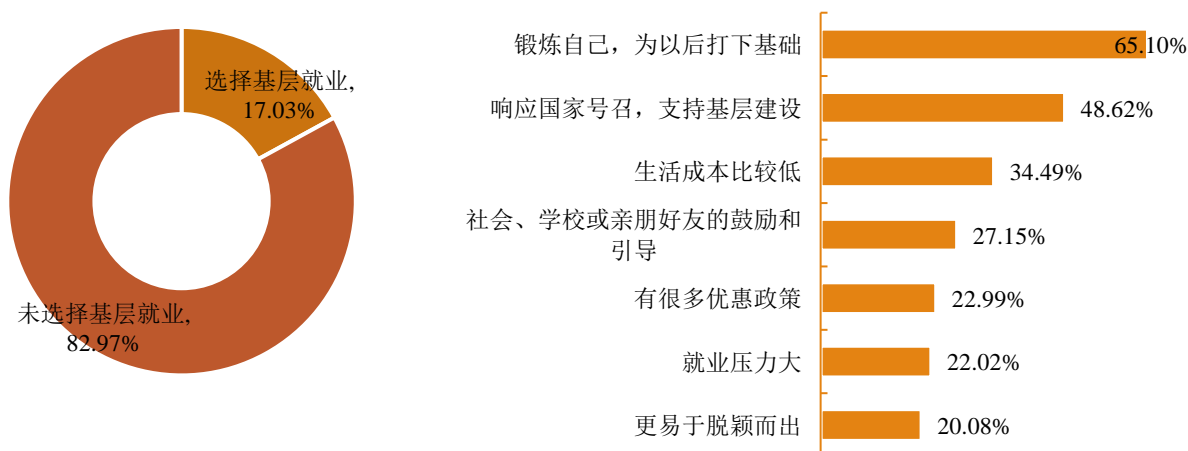 选择基层就业,
17.03%
未选择基层就业,
82.97%
锻炼自己，为以后打下基础
65.10%
响应国家号召，支持基层建设
48.62%
生活成本比较低
34.49%
社会、学校或亲朋好友的鼓励和
引导
27.15%
有很多优惠政策
22.99%
就业压力大
22.02%
更易于脱颖而出
20.08%